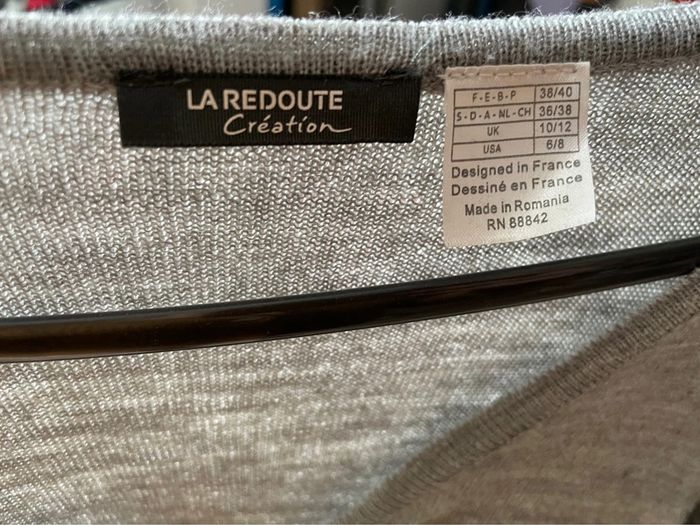 LA REDOUTE
Création
F-E-B-P 38/40
S-D-A-NL-CH 36/38
UK 10/12
USA 6/8
Designed in France
Dessiné en France
Made in Romania
RN 88842